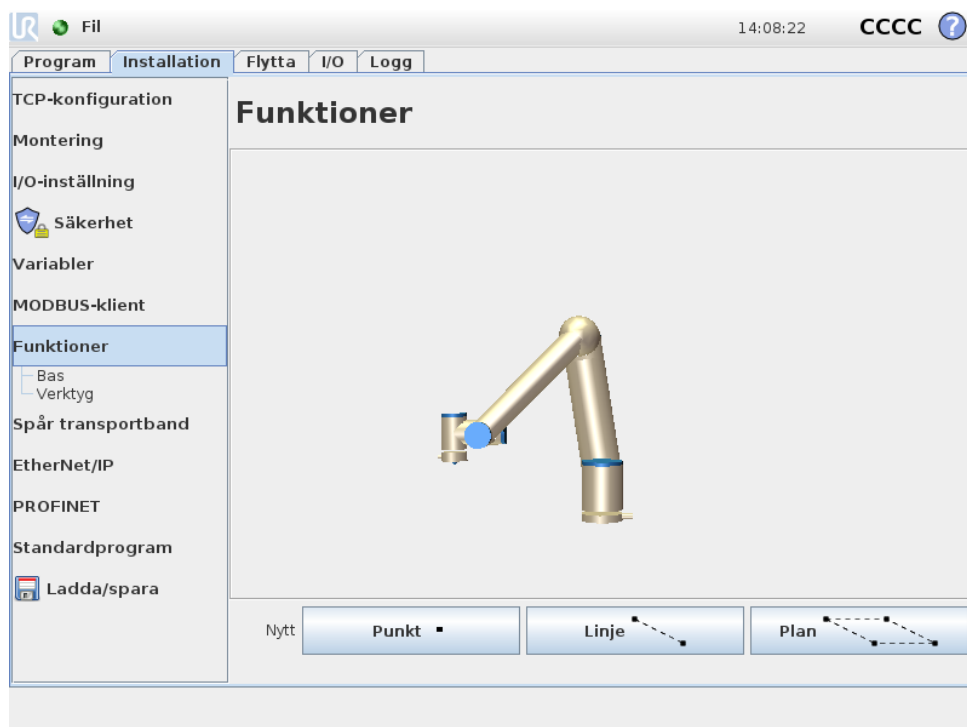 UR Fil 14:08:22 CCCC ?
Program Installation Flytta I/O Logg
TCP-konfiguration
Funktioner
Montering
I/O-inställning
Säkerhet
Variabler
MODBUS-klient
Funktioner
Bas
Verktyg
Spår transportband
EtherNet/IP
PROFINET
Standardprogram
Ladda/spara
Nytt Punkt Linje Plan